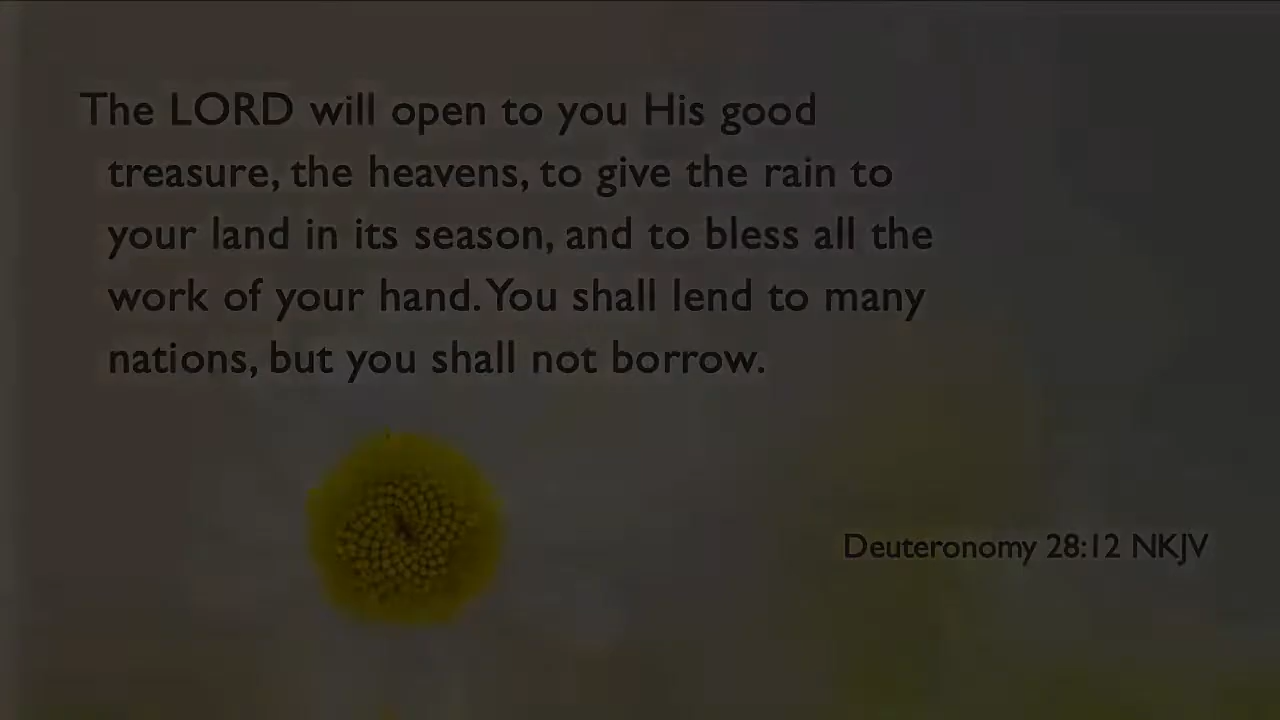 The LORD will open to you His good
treasure, the heavens, to give the rain to
your land in its season, and to bless all the
work of your hand. You shall lend to many
nations, but you shall not borrow.
Deuteronomy 28:12 NKJV